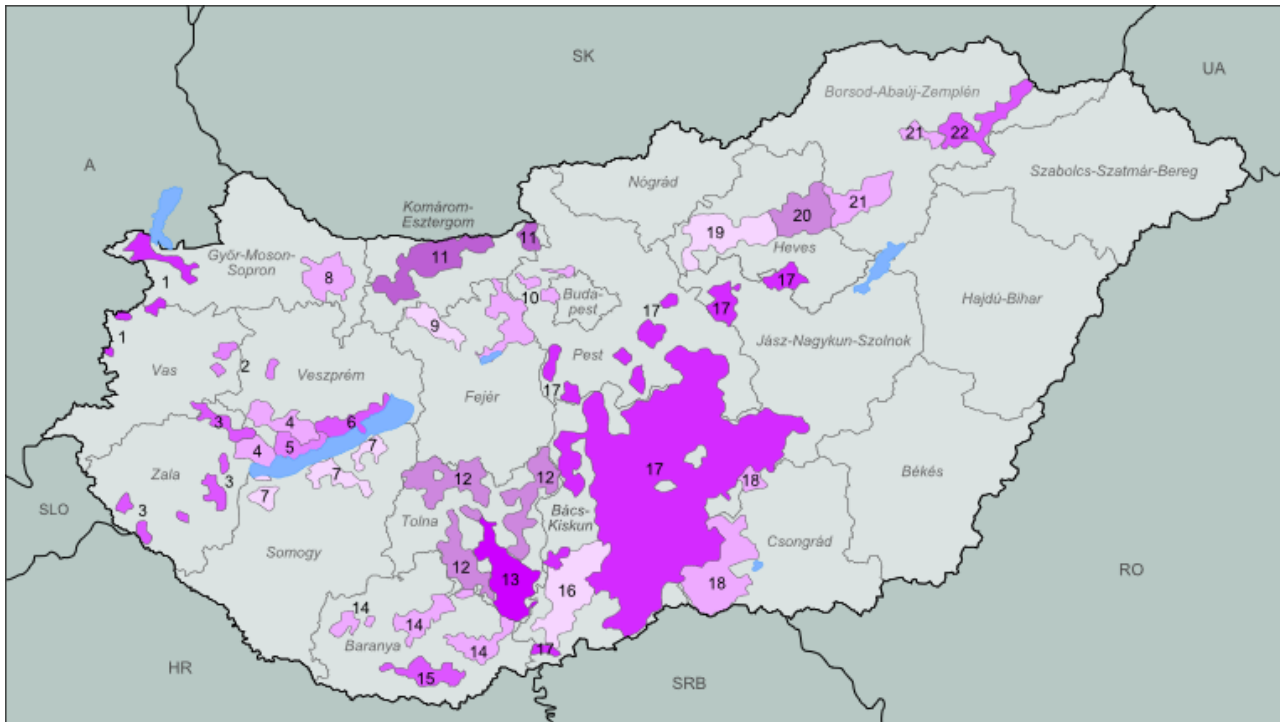 SK
UA
Borsod-Abaúj-Zemplén
21
22
A
Nógrád
Szabolcs-Szatmár-Bereg
Komárom-
Esztergom
21
20
19
11
11
Heves
Győr-Moson-
Sopron
1
8
17
10
Buda-
pest
17
17
Hajdú-Bihar
9
1
Pest
Jász-Nagykun-Szolnok
2
Vas
Veszprém
17
Fejér
3
4
6
5
4
7
7
17
Békés
Zala
3
12
12
18
7
SLO
3
Bács-
Kiskun
Tolna
Csongrád
Somogy
12
13
16
18
RO
14
14
Baranya
14
17
HR
15
SRB